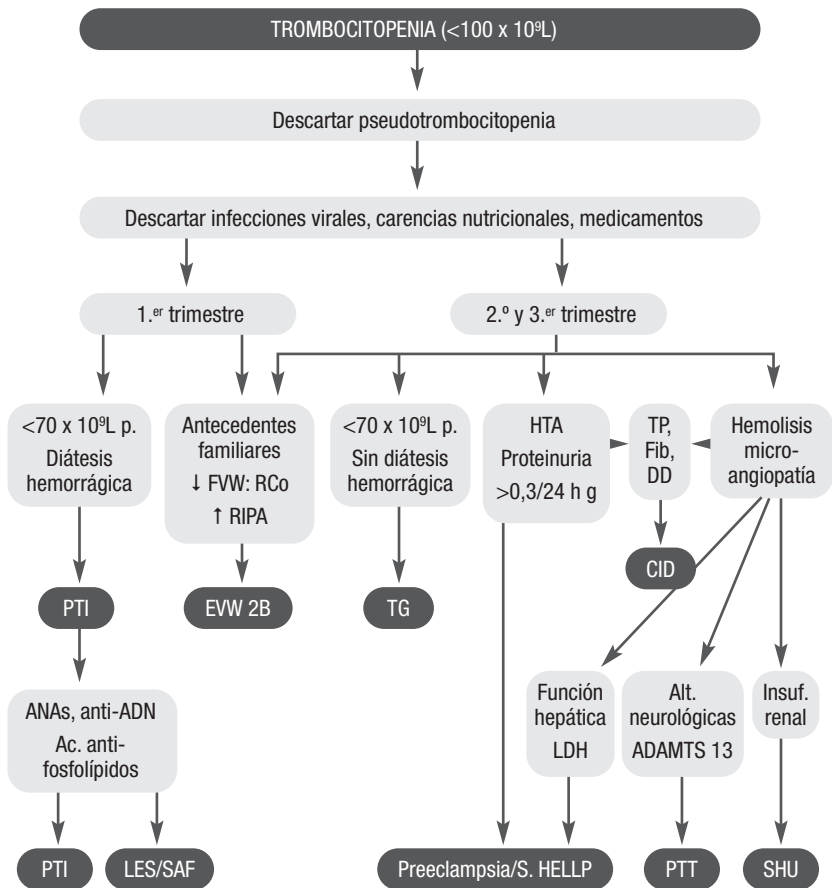 TROMBOCITOPENIA (<100 x 10⁹L)
Descartar pseudotrombocitopenia
Descartar infecciones virales, carencias nutricionales, medicamentos
1.ᵉʳ trimestre
2.º y 3.ᵉʳ trimestre
<70 x 10⁹L p.
Diátesis
hemorrágica
Antecedentes
familiares
↓ FVW: RCo
↑ RIPA
<70 x 10⁹L p.
Sin diátesis
hemorrágica
HTA
Proteinuria
>0,3/24 h g
TP,
Fib,
DD
Hemolisis
micro-
angiopatía
PTI
EVW 2B
TG
CID
ANAs, anti-ADN
Ac. anti-
fosfolípidos
Función
hepática
LDH
Alt.
neurológicas
ADAMTS 13
Insuf.
renal
PTI
LES/SAF
Preeclampsia/S. HELLP
PTT
SHU